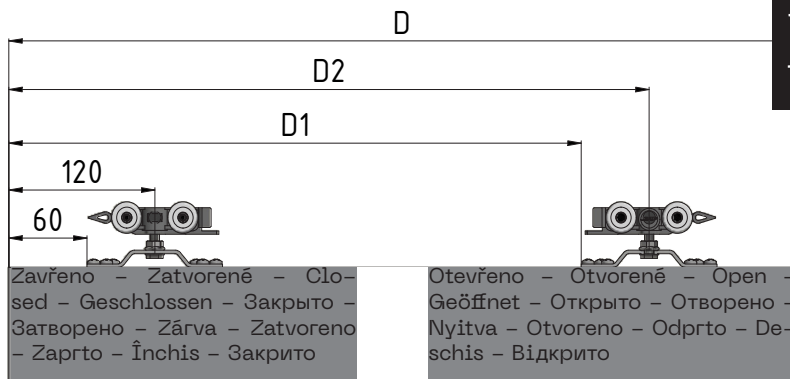 D
D2
D1
120
60
Zavřeno – Zatvorené – Clo-
sed – Geschlossen – Закрыто –
Затворено – Zárva – Zatvoreno
– Zaprto – Închis – Закрито
Otevřeno – Otvorené – Open –
Geöffnet – Открыто – Отворено –
Nyitva – Otvoreno – Odprto – De-
schis – Відкрито